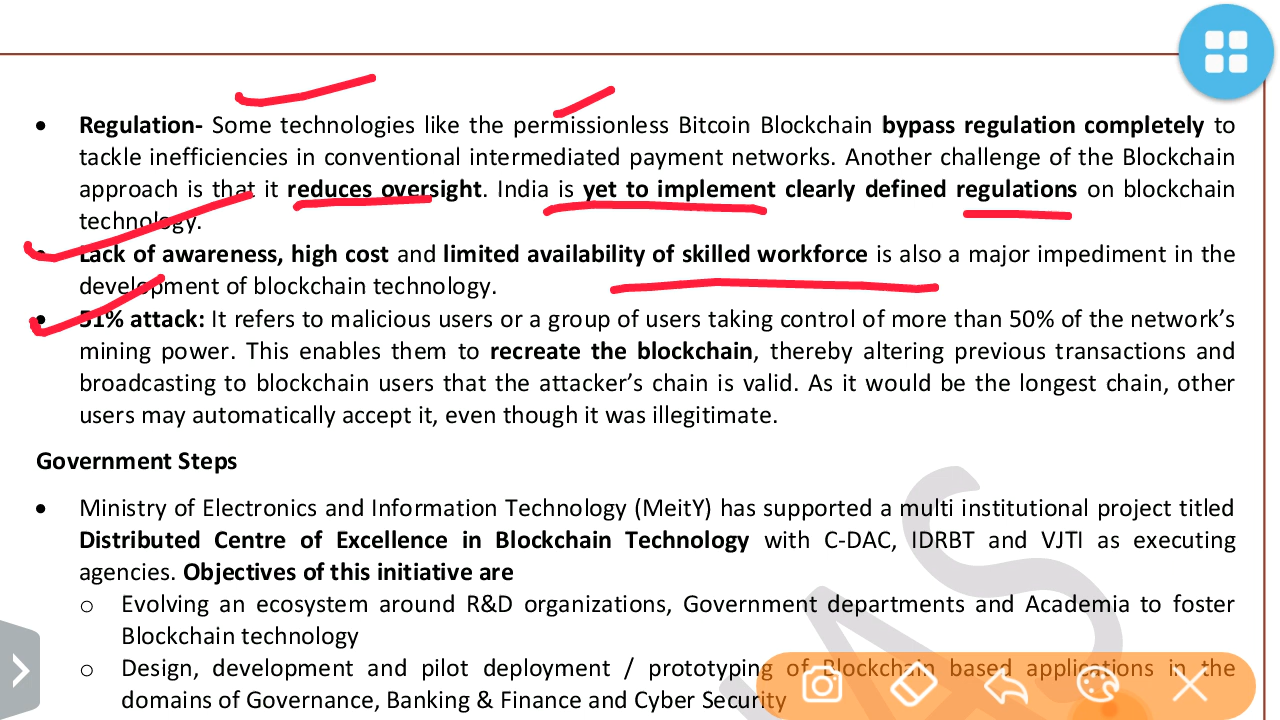 • Regulation- Some technologies like the permissionless Bitcoin Blockchain bypass regulation completely to
tackle inefficiencies in conventional intermediated payment networks. Another challenge of the Blockchain
approach is that it reduces oversight. India is yet to implement clearly defined regulations on blockchain
technology.
• Lack of awareness, high cost and limited availability of skilled workforce is also a major impediment in the
development of blockchain technology.
• 51% attack: It refers to malicious users or a group of users taking control of more than 50% of the network’s
mining power. This enables them to recreate the blockchain, thereby altering previous transactions and
broadcasting to blockchain users that the attacker’s chain is valid. As it would be the longest chain, other
users may automatically accept it, even though it was illegitimate.
Government Steps
• Ministry of Electronics and Information Technology (MeitY) has supported a multi institutional project titled
Distributed Centre of Excellence in Blockchain Technology with C-DAC, IDRBT and VJTI as executing
agencies. Objectives of this initiative are
o Evolving an ecosystem around R&D organizations, Government departments and Academia to foster
Blockchain technology
o Design, development and pilot deployment / prototyping of Blockchain based applications in the
domains of Governance, Banking & Finance and Cyber Security